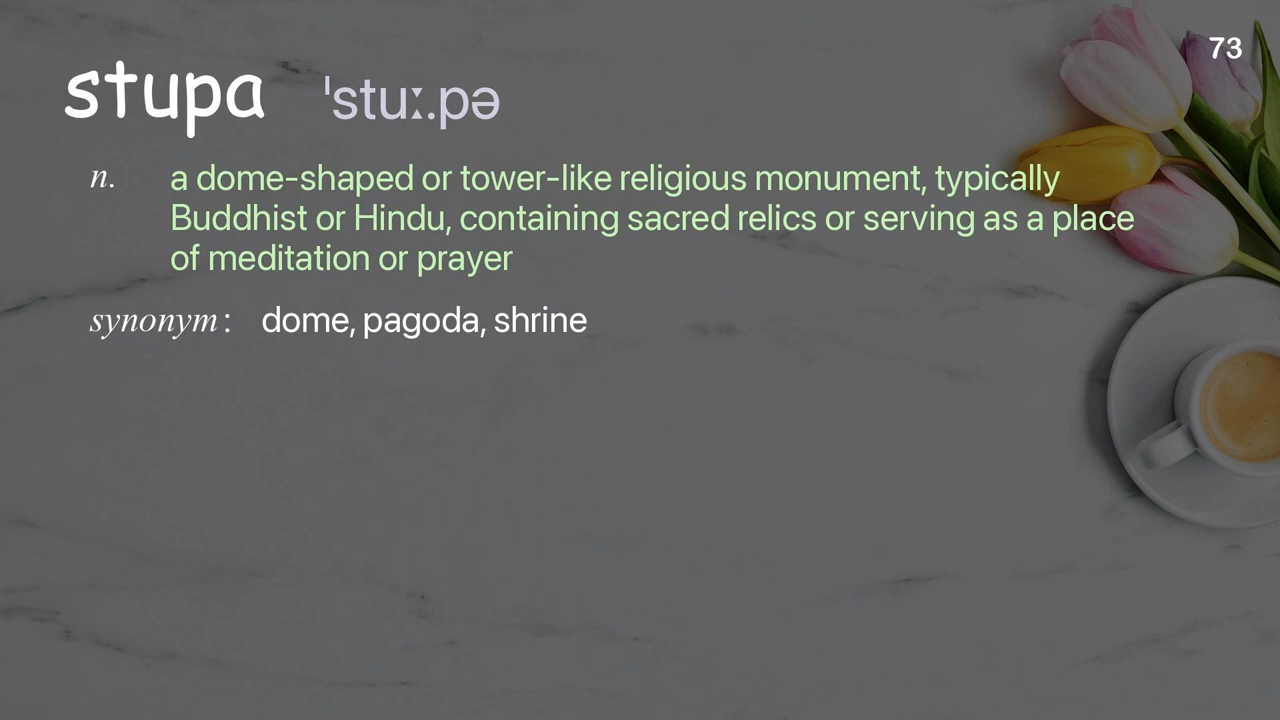 73
stupa ˈstuː.pə
n. a dome-shaped or tower-like religious monument, typically
Buddhist or Hindu, containing sacred relics or serving as a place
of meditation or prayer
synonym: dome, pagoda, shrine